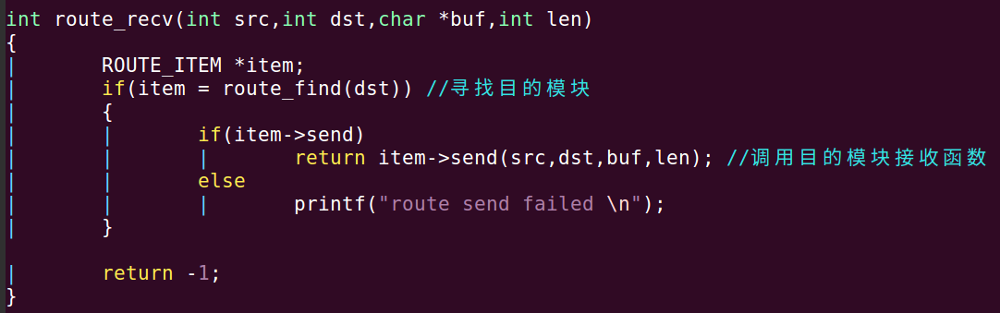 int route_recv(int src,int dst,char *buf,int len)
{
ROUTE_ITEM *item;
if(item = route_find(dst)) //寻找目的模块
{
if(item->send)
return item->send(src,dst,buf,len); //调用目的模块接收函数
else
printf("route send failed \n");
}
return -1;
}